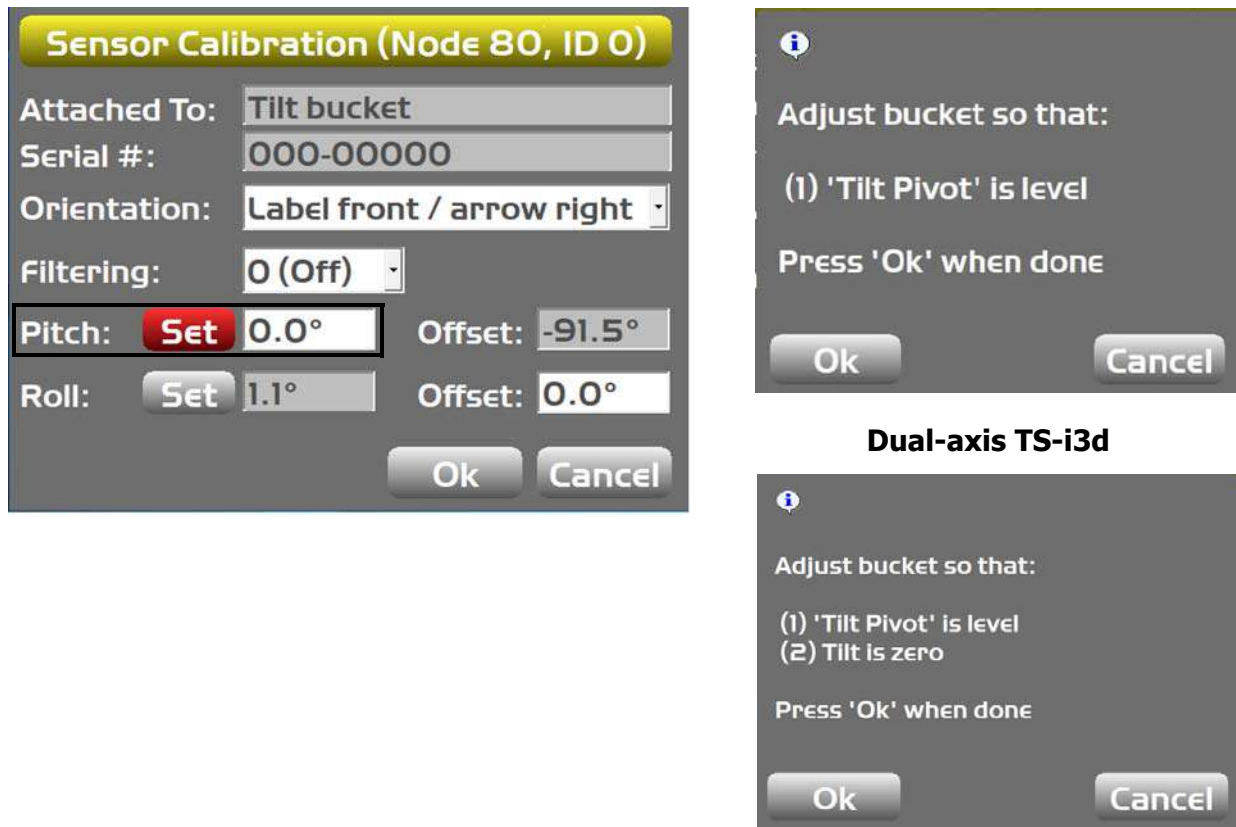 Sensor Calibration (Node 80, ID 0)
Attached To: Tilt bucket
Serial #: 000-00000
Orientation: Label front / arrow right
Filtering: 0 (Off)
Pitch: Set 0.0° Offset: -91.5°
Roll: Set 1.1° Offset: 0.0°
Ok Cancel
Adjust bucket so that:
(1) 'Tilt Pivot' is level
Press 'Ok' when done
Ok Cancel
Dual-axis TS-i3d
Adjust bucket so that:
(1) 'Tilt Pivot' is level
(2) Tilt is zero
Press 'Ok' when done
Ok Cancel